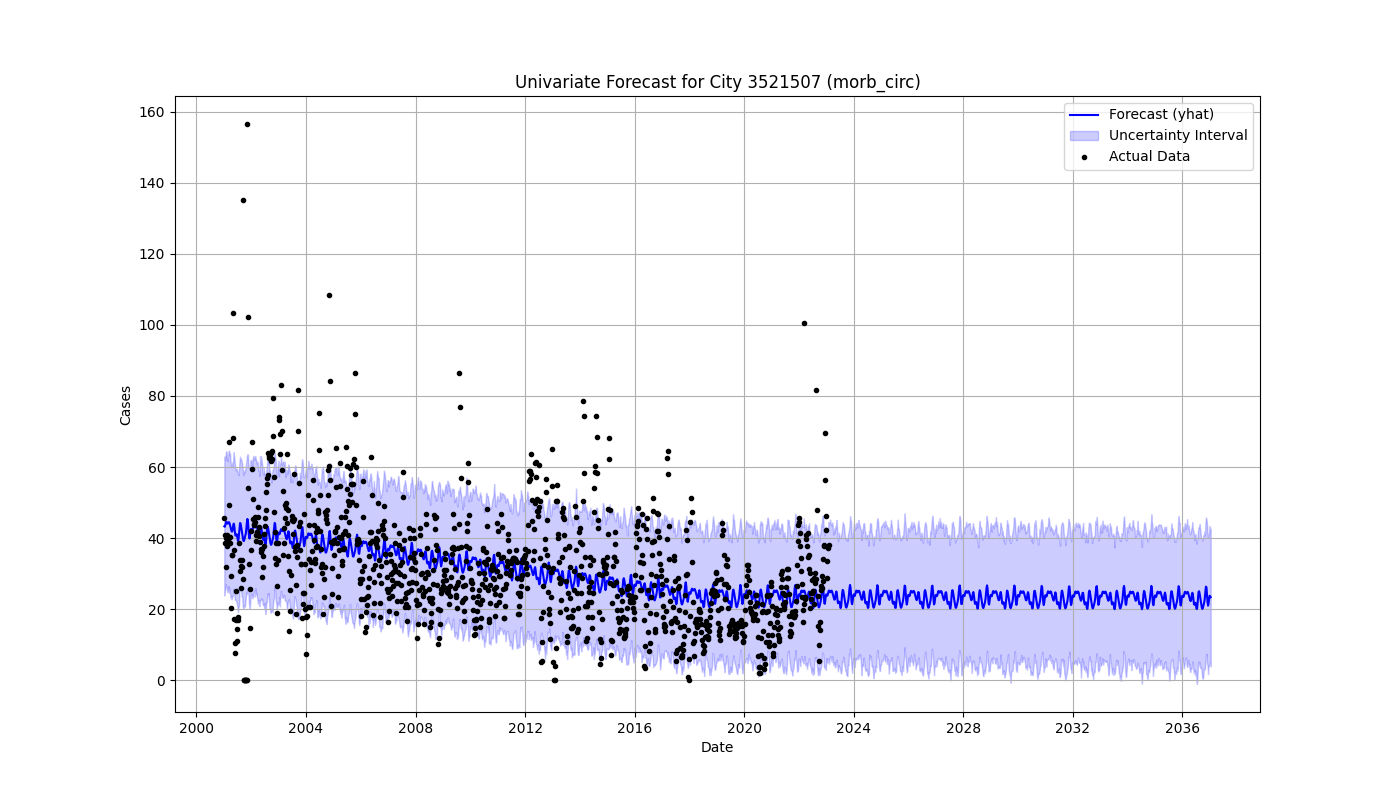 Univariate Forecast for City 3521507 (morb_circ)
Forecast (yhat)
Uncertainty Interval
Actual Data
Cases
160
140
120
100
80
60
40
20
0
2000 2004 2008 2012 2016 2020 2024 2028 2032 2036
Date